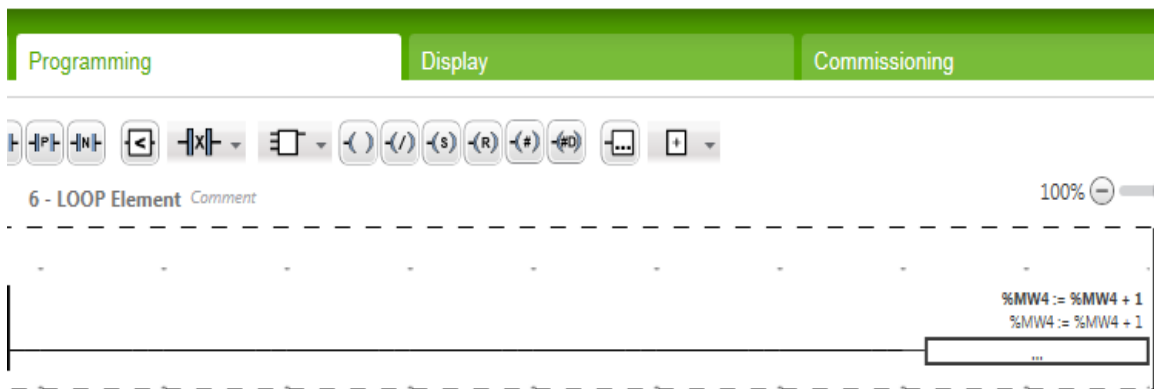 Programming Display Commissioning
P N < X ( ) (/) (S) (R) (#) (#D) ... +
6 - LOOP Element Comment 100%
%MW4 := %MW4 + 1
%MW4 := %MW4 + 1
...